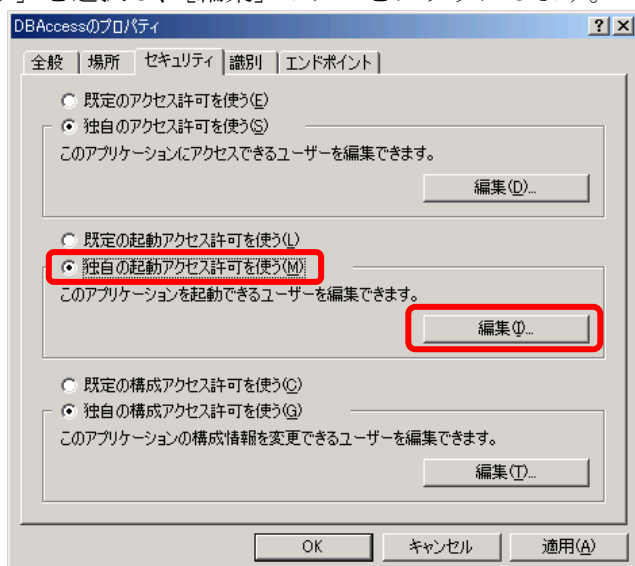 DBAccessのプロパティ
全般 場所 セキュリティ 識別 エンドポイント
既定のアクセス許可を使う(E)
独自のアクセス許可を使う(S)
このアプリケーションにアクセスできるユーザーを編集できます。
編集(D)...
既定の起動アクセス許可を使う(L)
独自の起動アクセス許可を使う(M)
このアプリケーションを起動できるユーザーを編集できます。
編集(I)...
既定の構成アクセス許可を使う(C)
独自の構成アクセス許可を使う(G)
このアプリケーションの構成情報を変更できるユーザーを編集できます。
編集(T)...
OK キャンセル 適用(A)